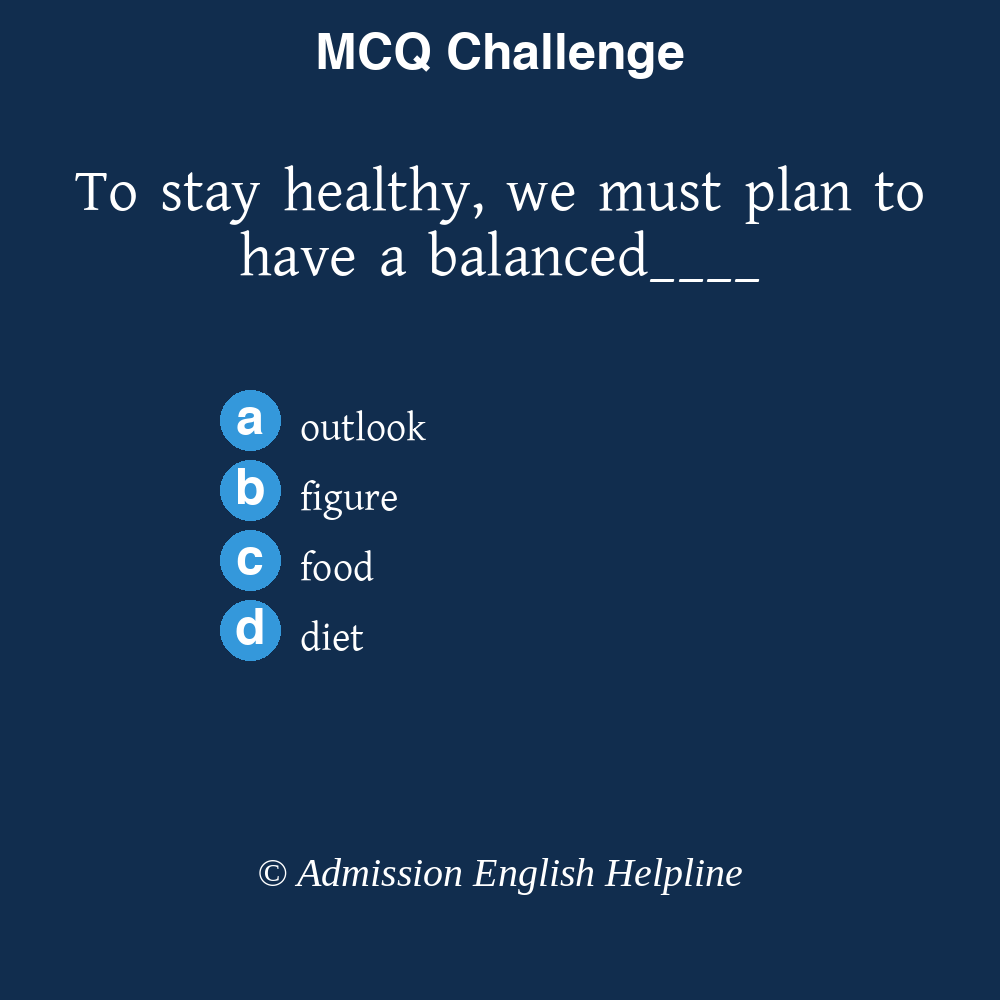 MCQ Challenge
To stay healthy, we must plan to
have a balanced____
a outlook
b figure
c food
d diet
© Admission English Helpline